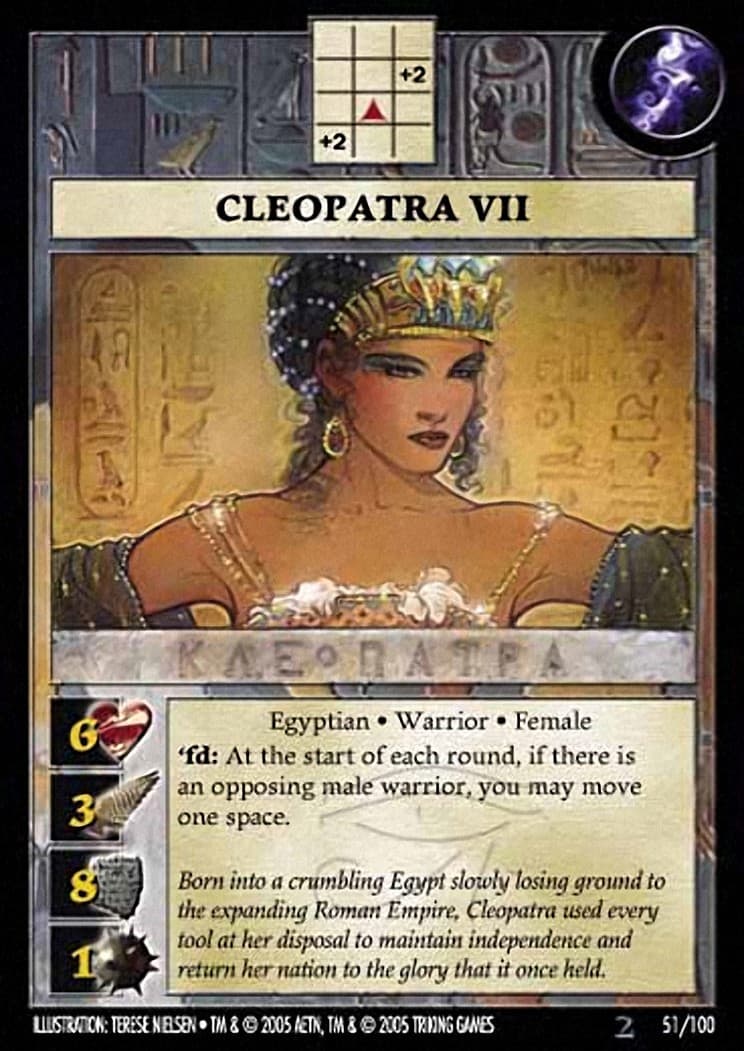 +2
+2
CLEOPATRA VII
ΚΛΕΟΠΑΤΡΑ
6
3
8
1
Egyptian • Warrior • Female
‘fd: At the start of each round, if there is
an opposing male warrior, you may move
one space.
Born into a crumbling Egypt slowly losing ground to
the expanding Roman Empire, Cleopatra used every
tool at her disposal to maintain independence and
return her nation to the glory that it once held.
ILLUSTRATION: TERESE NIELSEN • TM & © 2005 AETN, TM & © 2005 TRIKING GAMES
2 51/100